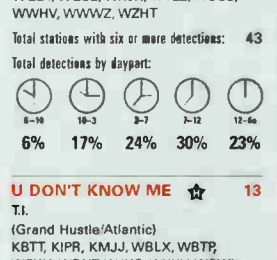 WWHV, WWWZ, WZHT
Total stations with six or more detections: 43
Total detections by daypart:
6-10 10-3 3-7 7-12 12-6a
6% 17% 24% 30% 23%
U DON'T KNOW ME 13
T.I.
(Grand Hustle/Atlantic)
KBTT, KIPR, KMJJ, WBLX, WBTP,